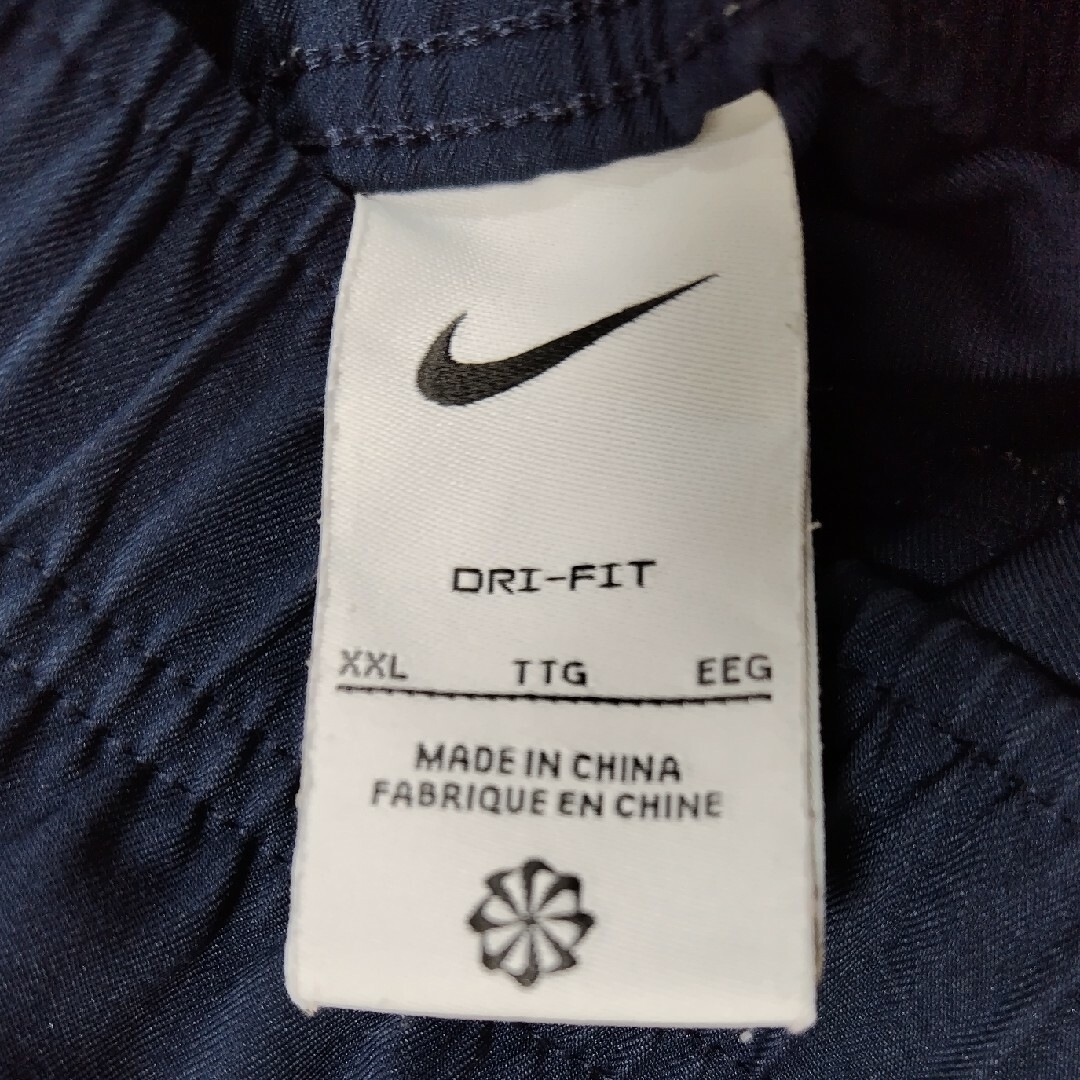 DRI-FIT
XXL TTG EEG
MADE IN CHINA
FABRIQUE EN CHINE